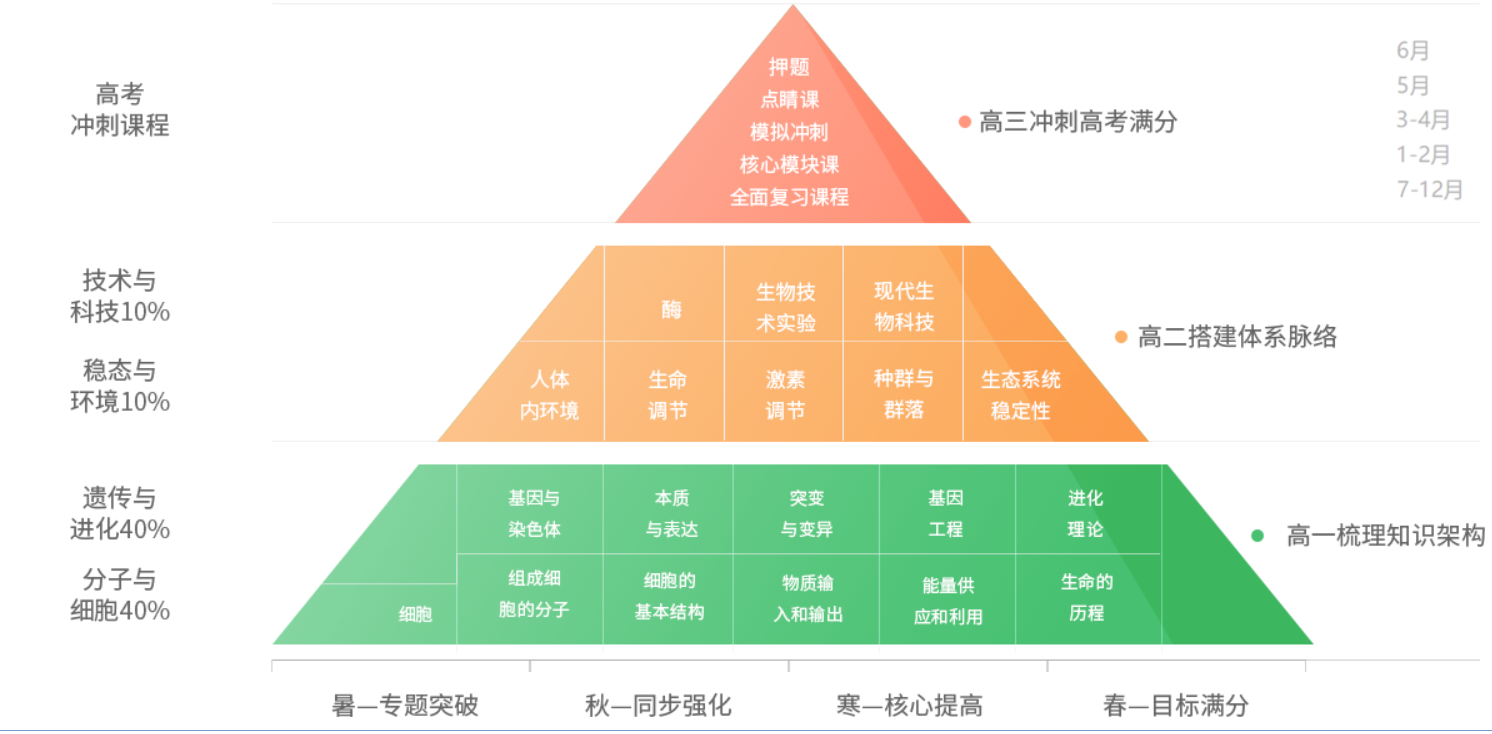 高考
冲刺课程
押题
点睛课
模拟冲刺
核心模块课
全面复习课程
高三冲刺高考满分
6月
5月
3-4月
1-2月
7-12月
技术与
科技10%
酶
生物技
术实验
现代生
物科技
稳态与
环境10%
人体
内环境
生命
调节
激素
调节
种群与
群落
生态系统
稳定性
高二搭建体系脉络
遗传与
进化40%
基因与
染色体
本质
与表达
突变
与变异
基因
工程
进化
理论
分子与
细胞40%
细胞
组成细
胞的分子
细胞的
基本结构
物质输
入和输出
能量供
应和利用
生命的
历程
高一梳理知识架构
暑—专题突破
秋—同步强化
寒—核心提高
春—目标满分